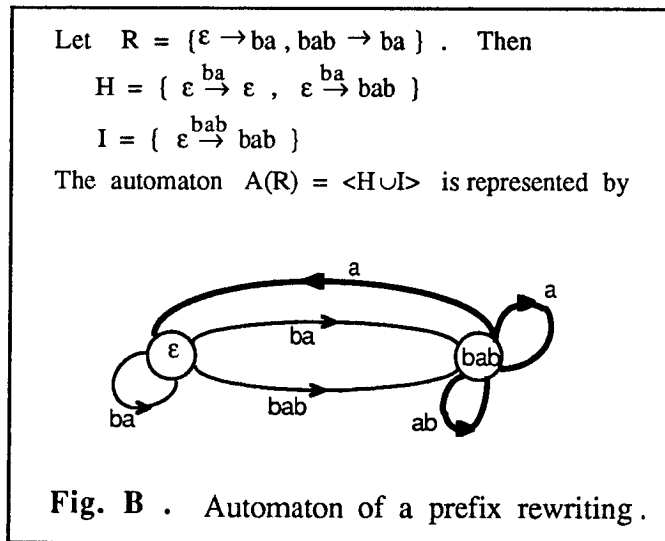 Let R = {ε → ba , bab → ba } . Then
H = { ε ba→ ε , ε ba→ bab }
I = { ε bab→ bab }
The automaton A(R) = <H∪I> is represented by
a
a
ε
ba
bab
ba
bab
ab
Fig. B . Automaton of a prefix rewriting .